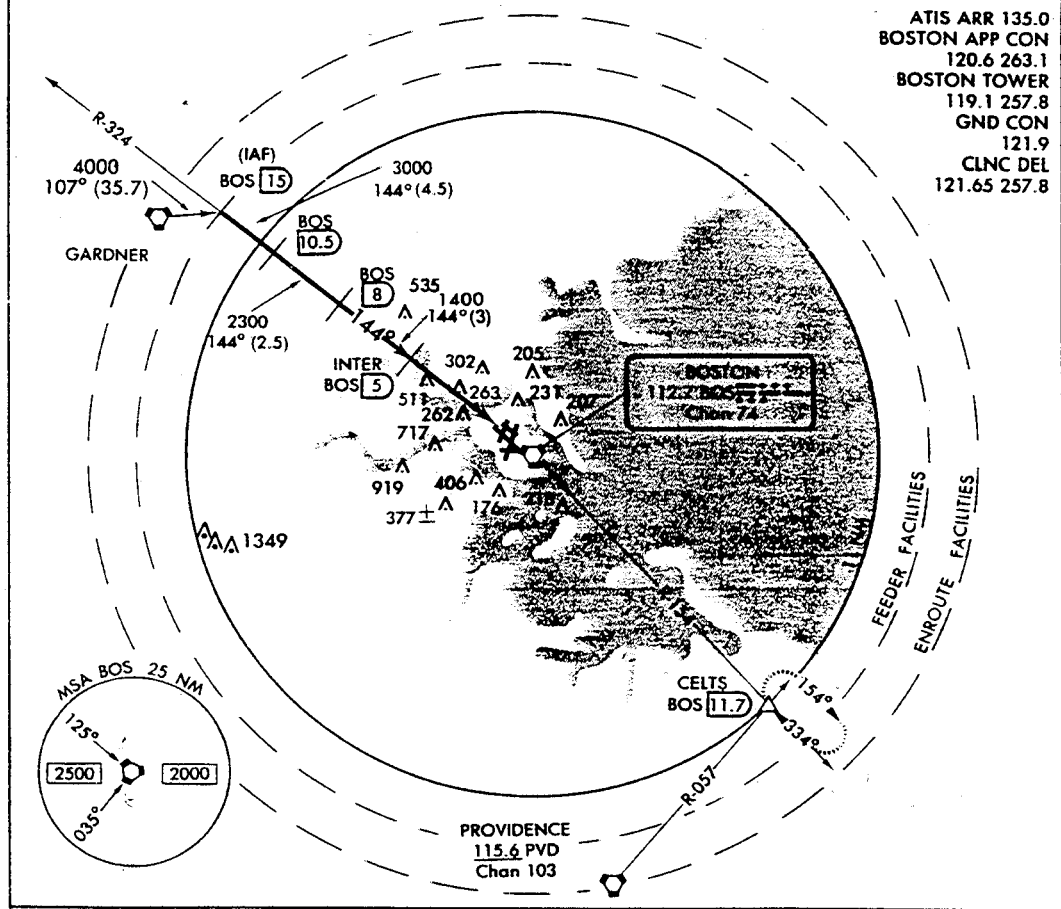 ATIS ARR 135.0
BOSTON APP CON
120.6 263.1
BOSTON TOWER
119.1 257.8
GND CON
121.9
CLNC DEL
121.65 257.8
R-324
4000
107° (35.7)
(IAF)
BOS 15
3000
144° (4.5)
GARDNER
BOS
10.5
BOS
8
535
2300
144° (2.5)
144°
1400
144° (3)
INTER
BOS 5
302
205
511
263
231
262
207
BOSTON
112.7 BOS
Chan 74
717
919
406
176
218
377 ±
1349
FEEDER FACILITIES
ENROUTE FACILITIES
MSA BOS 25 NM
125°
2500
2000
035°
CELTS
BOS 11.7
154°
334°
R-057
PROVIDENCE
115.6 PVD
Chan 103